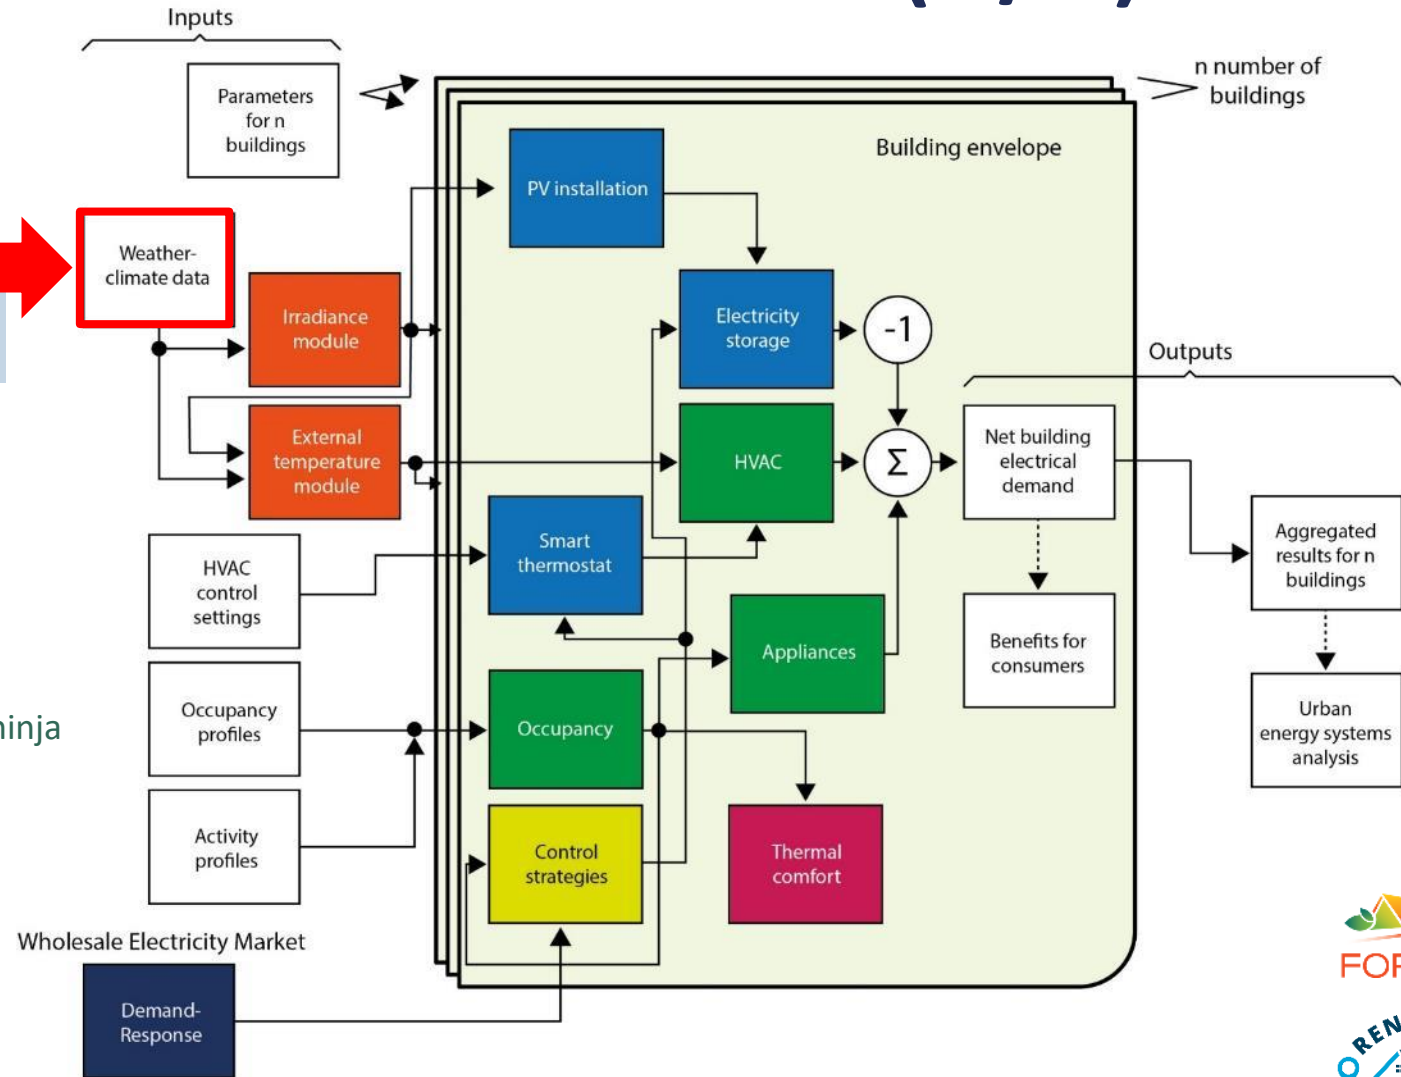 Inputs
Parameters
for n
buildings
n number of
buildings
Building envelope
PV installation
Weather-
climate data
Irradiance
module
Electricity
storage
-1
Outputs
External
temperature
module
HVAC
Σ
Net building
electrical
demand
Smart
thermostat
Aggregated
results for n
buildings
HVAC
control
settings
Benefits for
consumers
Appliances
Occupancy
profiles
Occupancy
Urban
energy systems
analysis
Activity
profiles
Control
strategies
Thermal
comfort
Wholesale Electricity Market
Demand-
Response